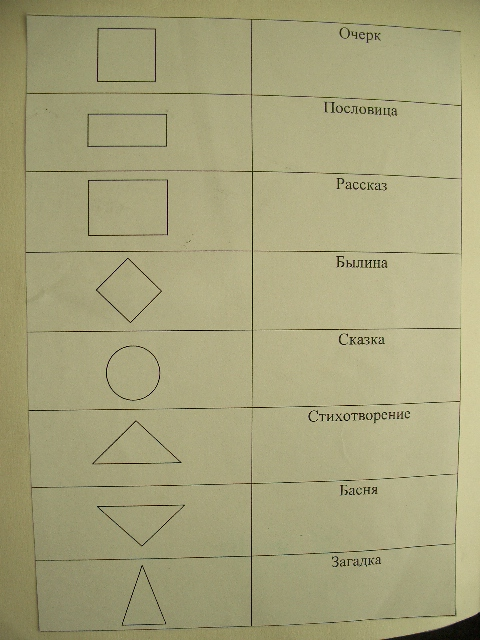 Очерк
Пословица
Рассказ
Былина
Сказка
Стихотворение
Басня
Загадка